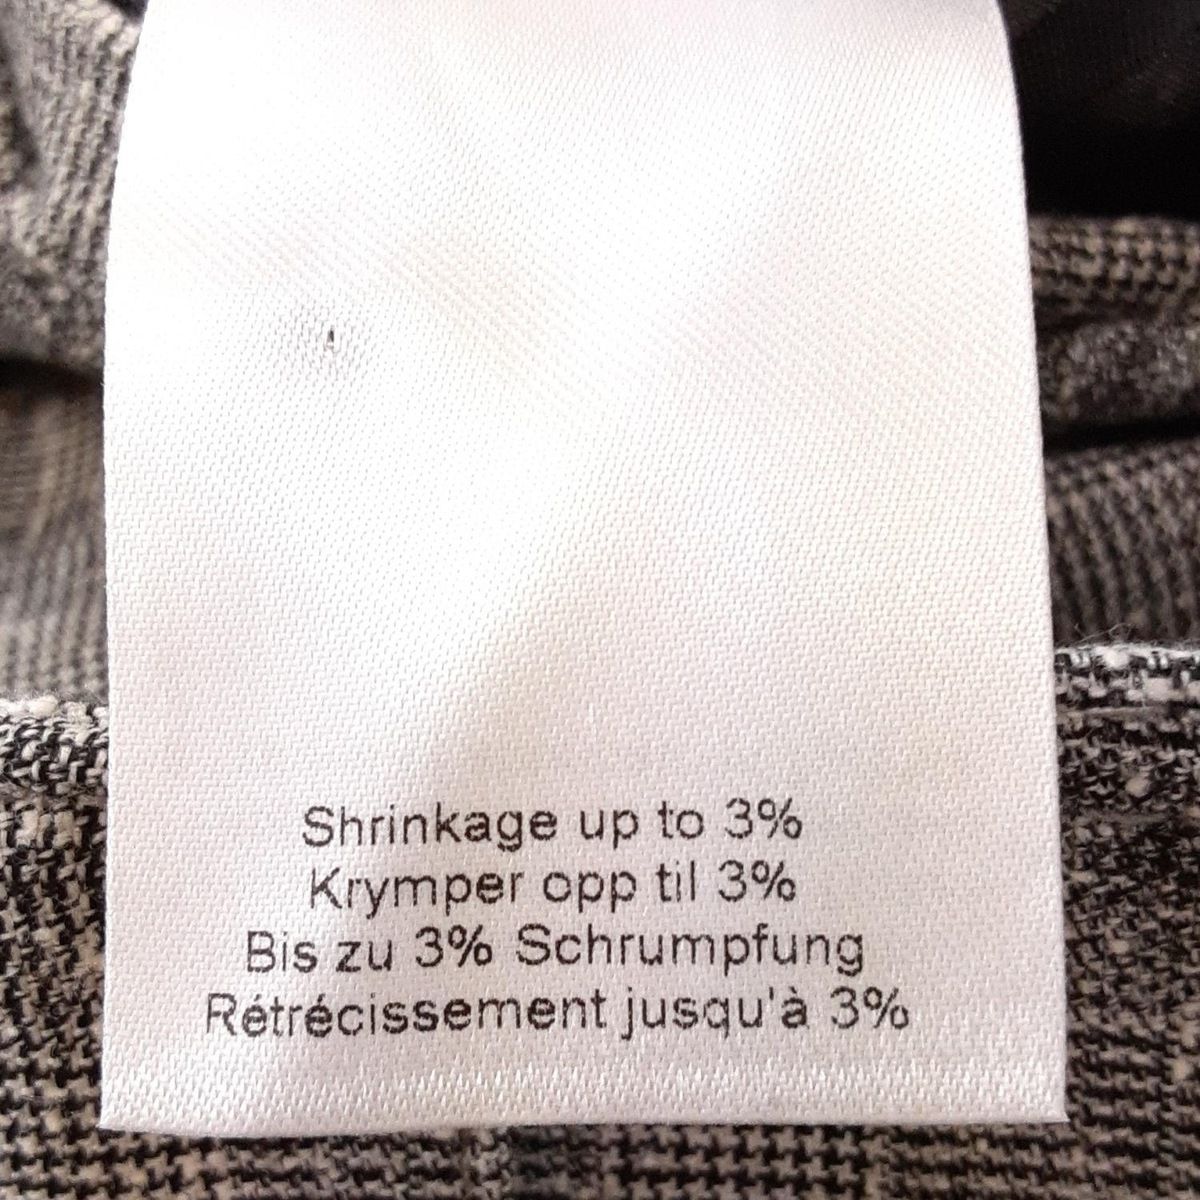 Shrinkage up to 3%
Krymper opp til 3%
Bis zu 3% Schrumpfung
Rétrécissement jusqu'à 3%